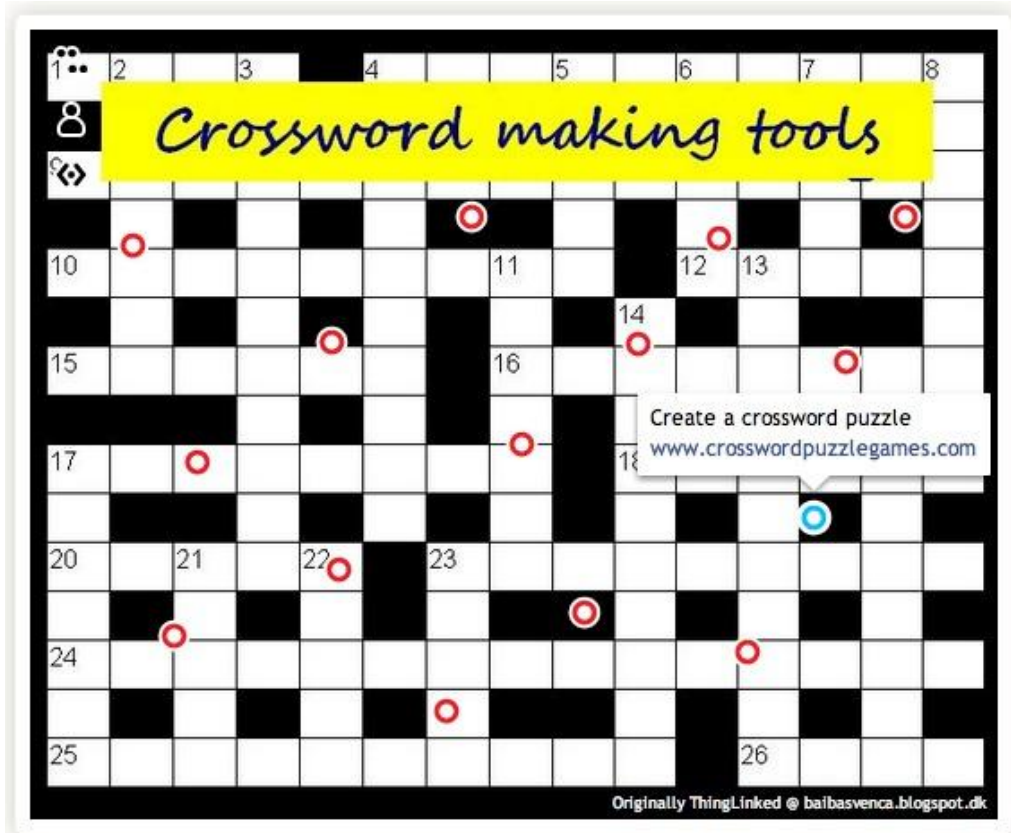 1 2 3 4 5 6 7 8
Crossword making tools
9
10 11 12 13
14
15 16
Create a crossword puzzle
www.crosswordpuzzlegames.com
17 18
20 21 22 23
24
25 26
Originally ThingLinked @ baibasvenca.blogspot.dk